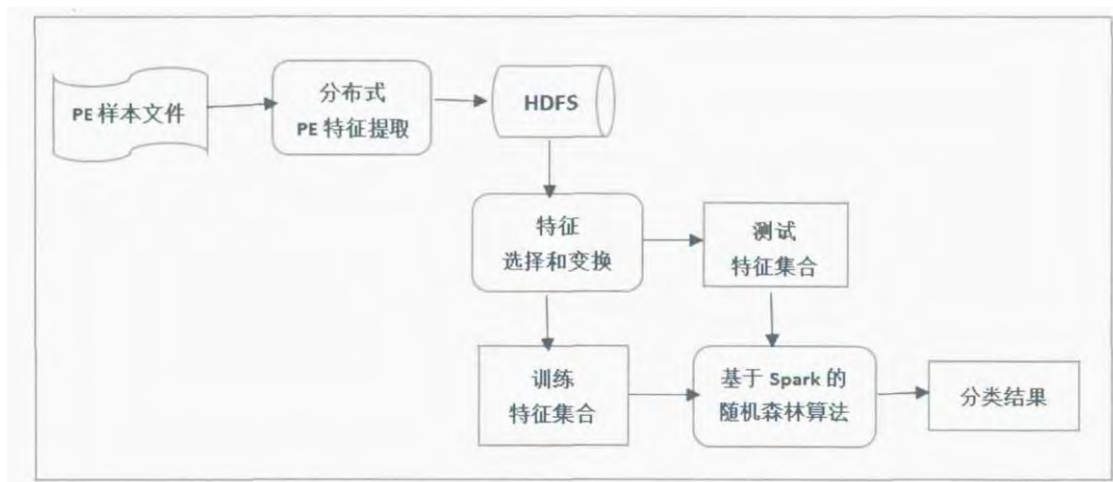 PE 样本文件
分布式
PE 特征提取
HDFS
特征
选择和变换
测试
特征集合
训练
特征集合
基于 Spark 的
随机森林算法
分类结果